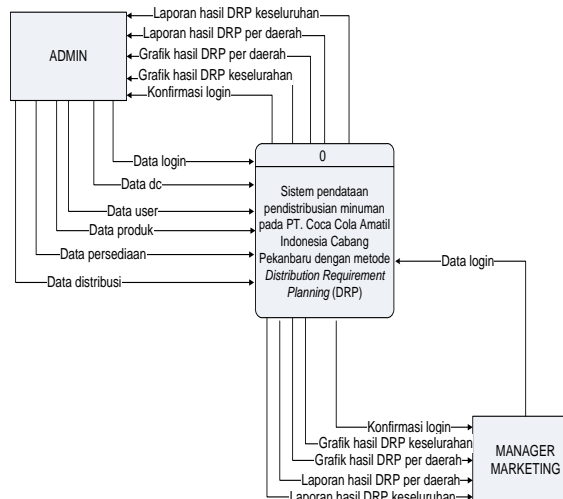 Laporan hasil DRP keseluruhan
Laporan hasil DRP per daerah
Grafik hasil DRP per daerah
Grafik hasil DRP keselurahan
Konfirmasi login
ADMIN
Data login
Data dc
Data user
Data produk
Data persediaan
Data distribusi
0
Sistem pendataan
pendistribusian minuman
pada PT. Coca Cola Amatil
Indonesia Cabang
Pekanbaru dengan metode
Distribution Requirement
Planning (DRP)
Data login
Konfirmasi login
Grafik hasil DRP keselurahan
Grafik hasil DRP per daerah
Laporan hasil DRP per daerah
Laporan hasil DRP keseluruhan
MANAGER
MARKETING